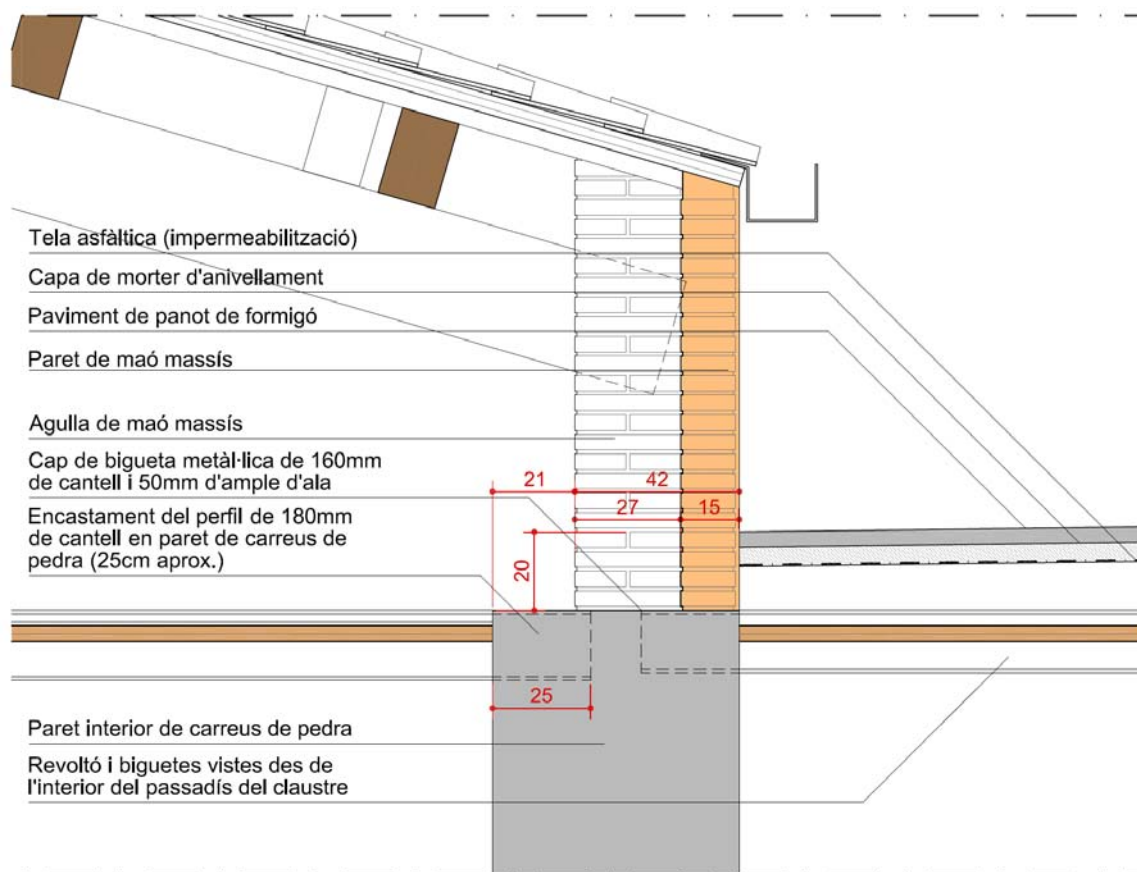 Tela asfàltica (impermeabilització)
Capa de morter d'anivellament
Paviment de panot de formigó
Paret de maó massís
Agulla de maó massís
Cap de bigueta metàl·lica de 160mm
de cantell i 50mm d'ample d'ala
Encastament del perfil de 180mm
de cantell en paret de carreus de
pedra (25cm aprox.)
21
42
27
15
20
25
Paret interior de carreus de pedra
Revoltó i biguetes vistes des de
l'interior del passadís del claustre